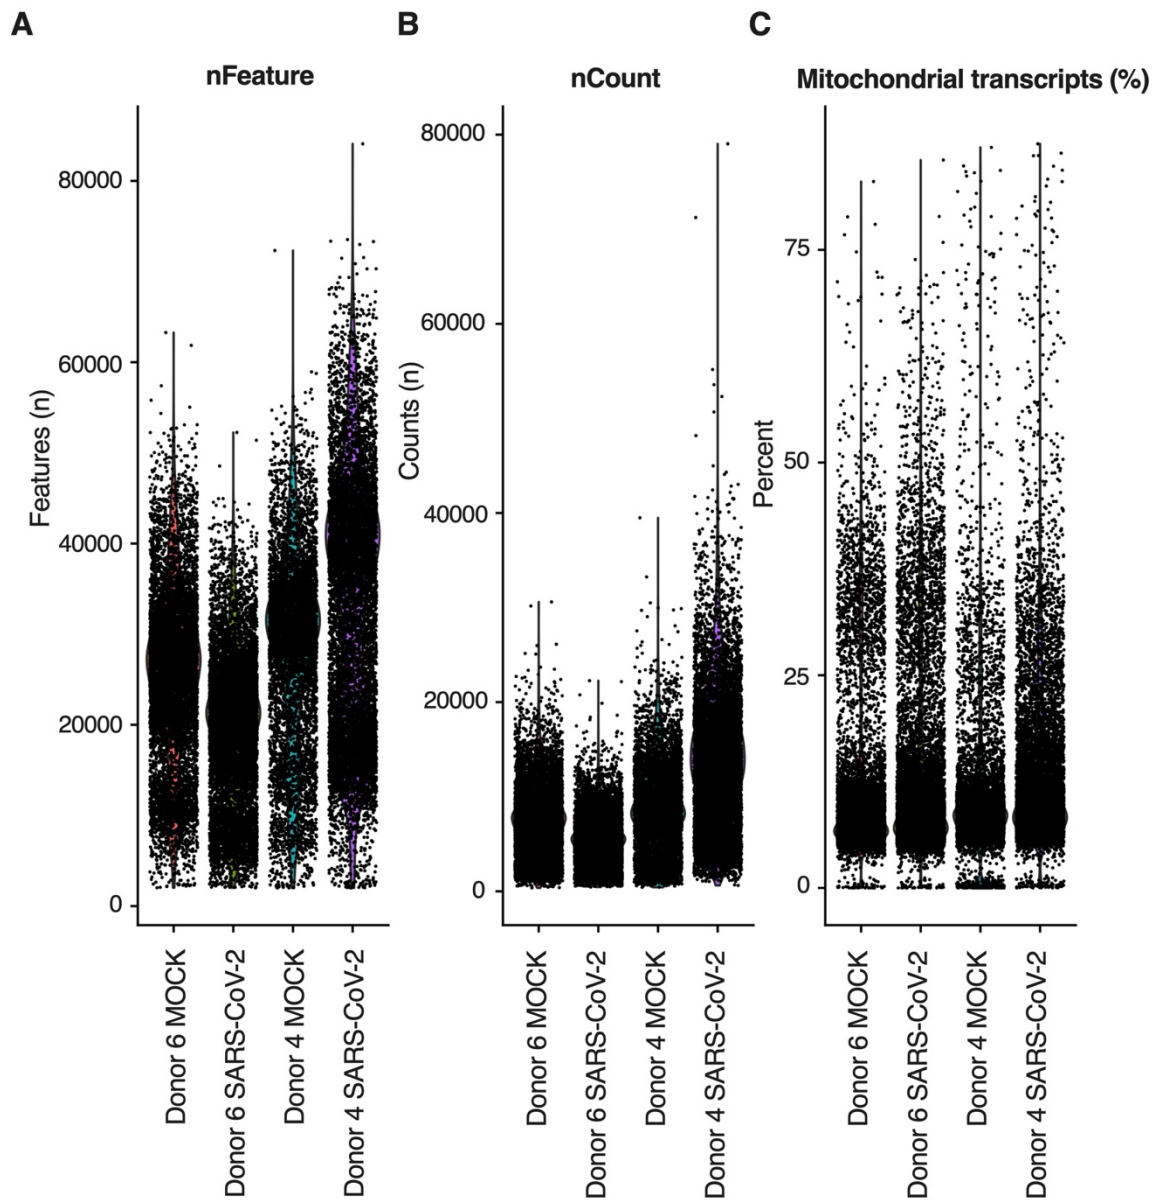 A
B
C
nFeature
nCount
Mitochondrial transcripts (%)
Features (n)
80000
60000
40000
20000
0
Counts (n)
80000
60000
40000
20000
0
Percent
75
50
25
0
Donor 6 MOCK
Donor 6 SARS-CoV-2
Donor 4 MOCK
Donor 4 SARS-CoV-2
Donor 6 MOCK
Donor 6 SARS-CoV-2
Donor 4 MOCK
Donor 4 SARS-CoV-2
Donor 6 MOCK
Donor 6 SARS-CoV-2
Donor 4 MOCK
Donor 4 SARS-CoV-2